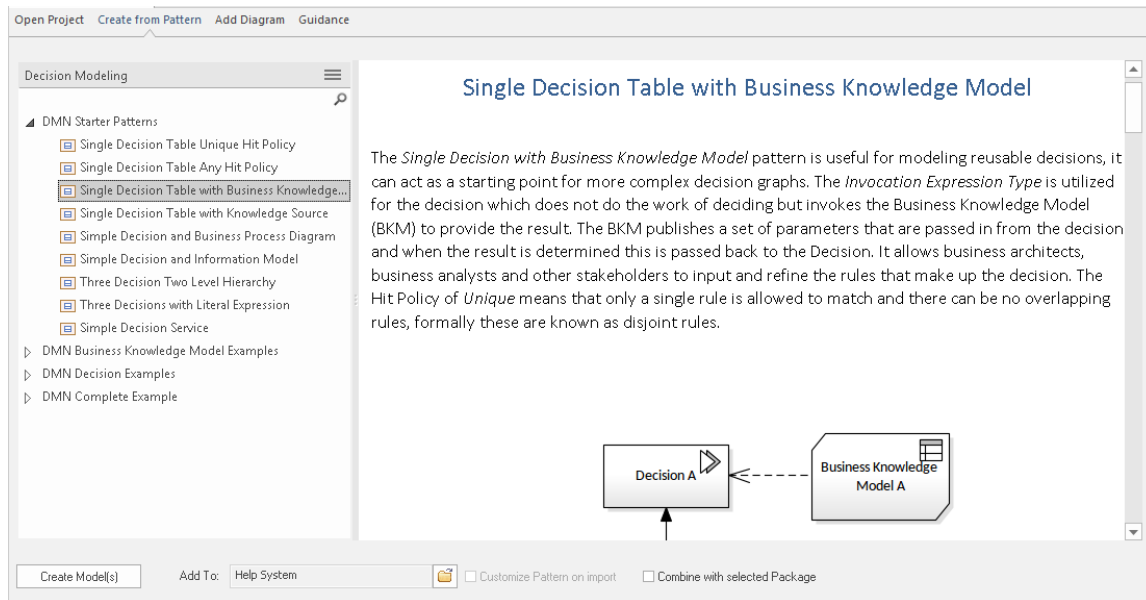 Open Project Create from Pattern Add Diagram Guidance
Decision Modeling
DMN Starter Patterns
Single Decision Table Unique Hit Policy
Single Decision Table Any Hit Policy
Single Decision Table with Business Knowledge...
Single Decision Table with Knowledge Source
Simple Decision and Business Process Diagram
Simple Decision and Information Model
Three Decision Two Level Hierarchy
Three Decisions with Literal Expression
Simple Decision Service
DMN Business Knowledge Model Examples
DMN Decision Examples
DMN Complete Example
Single Decision Table with Business Knowledge Model
The Single Decision with Business Knowledge Model pattern is useful for modeling reusable decisions, it
can act as a starting point for more complex decision graphs. The Invocation Expression Type is utilized
for the decision which does not do the work of deciding but invokes the Business Knowledge Model
(BKM) to provide the result. The BKM publishes a set of parameters that are passed in from the decision
and when the result is determined this is passed back to the Decision. It allows business architects,
business analysts and other stakeholders to input and refine the rules that make up the decision. The
Hit Policy of Unique means that only a single rule is allowed to match and there can be no overlapping
rules, formally these are known as disjoint rules.
Decision A
Business Knowledge
Model A
Create Model(s) Add To: Help System Customize Pattern on import Combine with selected Package